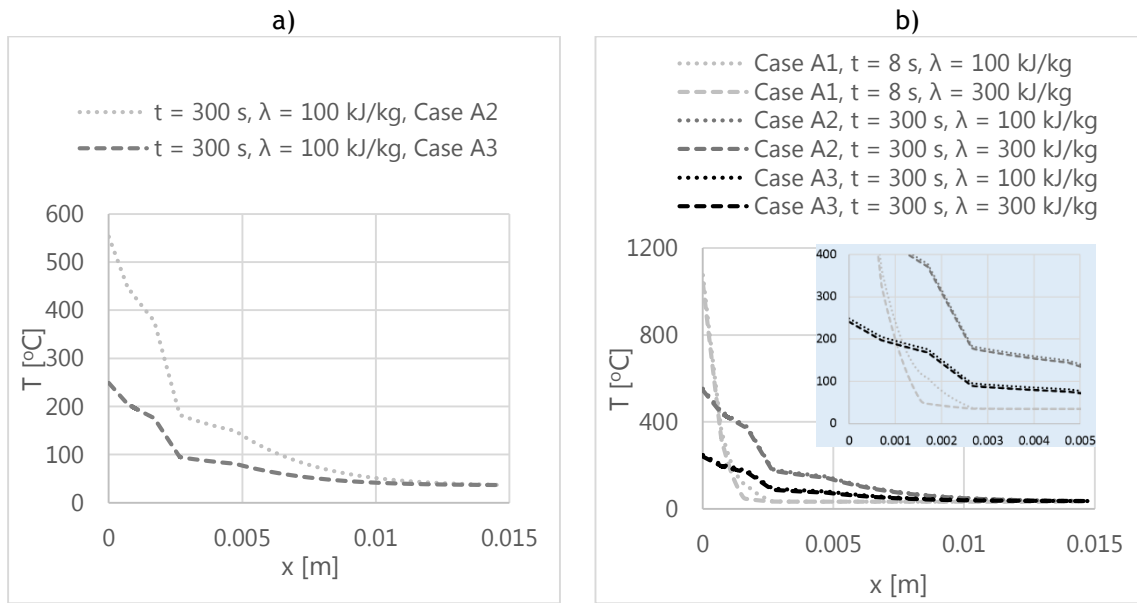 a)
t = 300 s, λ = 100 kJ/kg, Case A2
t = 300 s, λ = 100 kJ/kg, Case A3
600
500
400
300
200
100
0
T [°C]
0 0.005 0.01 0.015
x [m]
b)
Case A1, t = 8 s, λ = 100 kJ/kg
Case A1, t = 8 s, λ = 300 kJ/kg
Case A2, t = 300 s, λ = 100 kJ/kg
Case A2, t = 300 s, λ = 300 kJ/kg
Case A3, t = 300 s, λ = 100 kJ/kg
Case A3, t = 300 s, λ = 300 kJ/kg
1200
800
400
0
T [°C]
400
300
200
100
0
0 0.001 0.002 0.003 0.004 0.005
0 0.005 0.01 0.015
x [m]